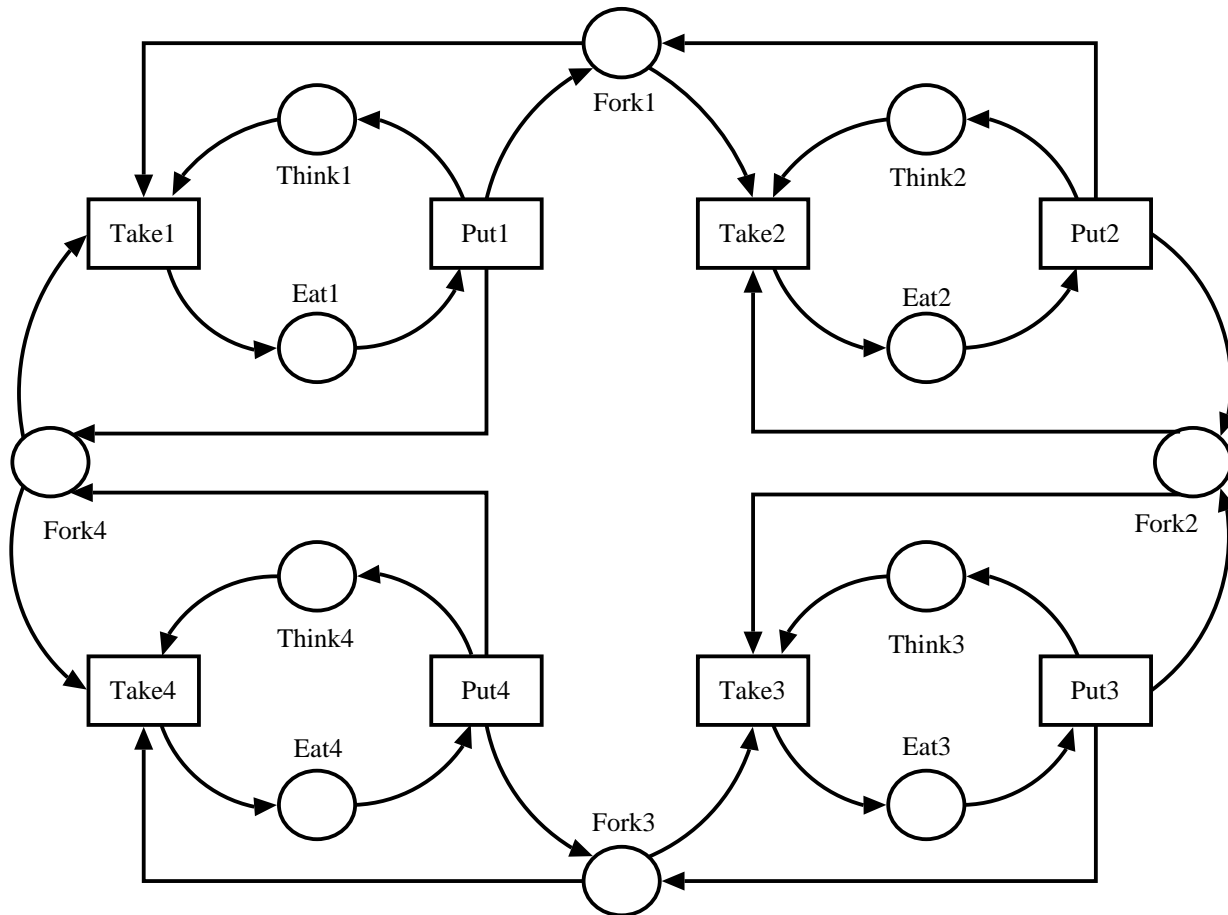 Fork1
Think1
Think2
Take1
Put1
Take2
Put2
Eat1
Eat2
Fork4
Fork2
Think4
Think3
Take4
Put4
Take3
Put3
Eat4
Eat3
Fork3